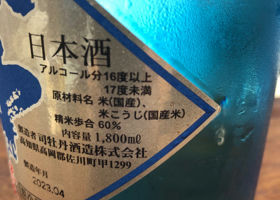 日本酒
アルコール分16度以上
17度未満
原材料名 米(国産)、
米こうじ(国産米)
精米歩合 60%
内容量 1,800ml
製造者 司牡丹酒造株式会社
高知県高岡郡佐川町甲1299
製造年月
2023.04